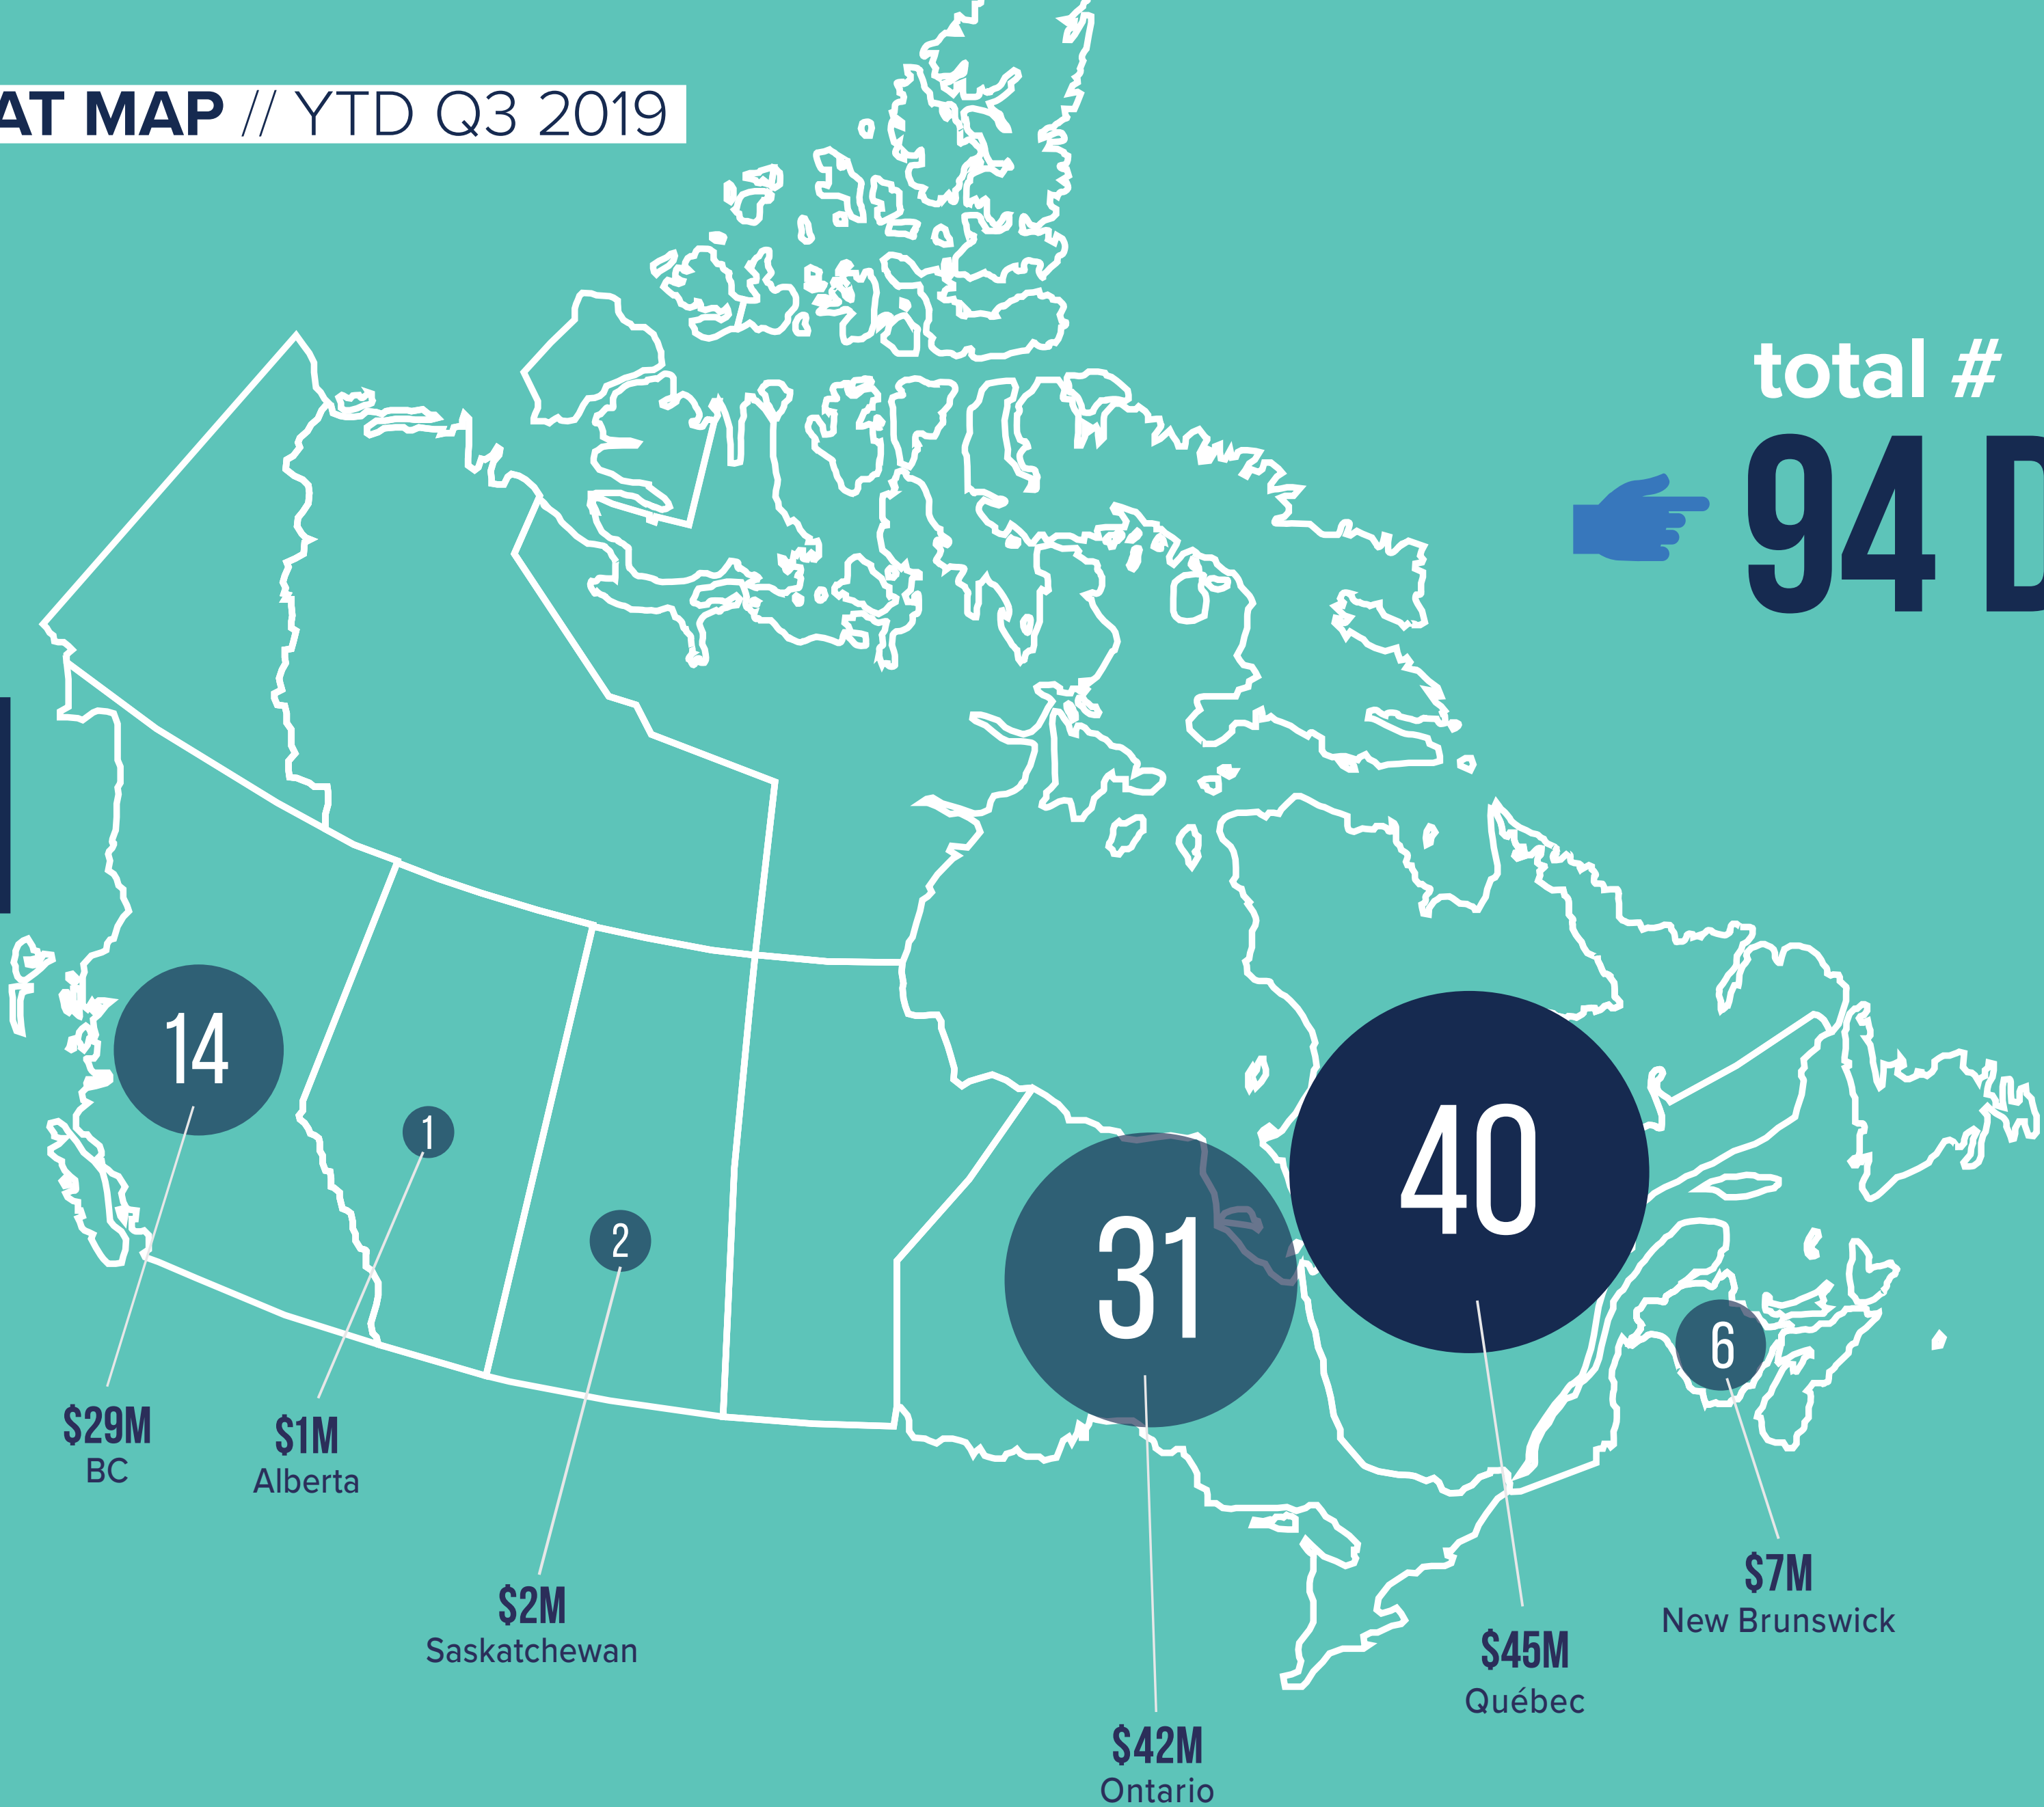 AT MAP // YTD Q3 2019
total #
94 D
14
1
2
31
40
6
$29M
BC
$1M
Alberta
$2M
Saskatchewan
$42M
Ontario
$45M
Québec
$7M
New Brunswick